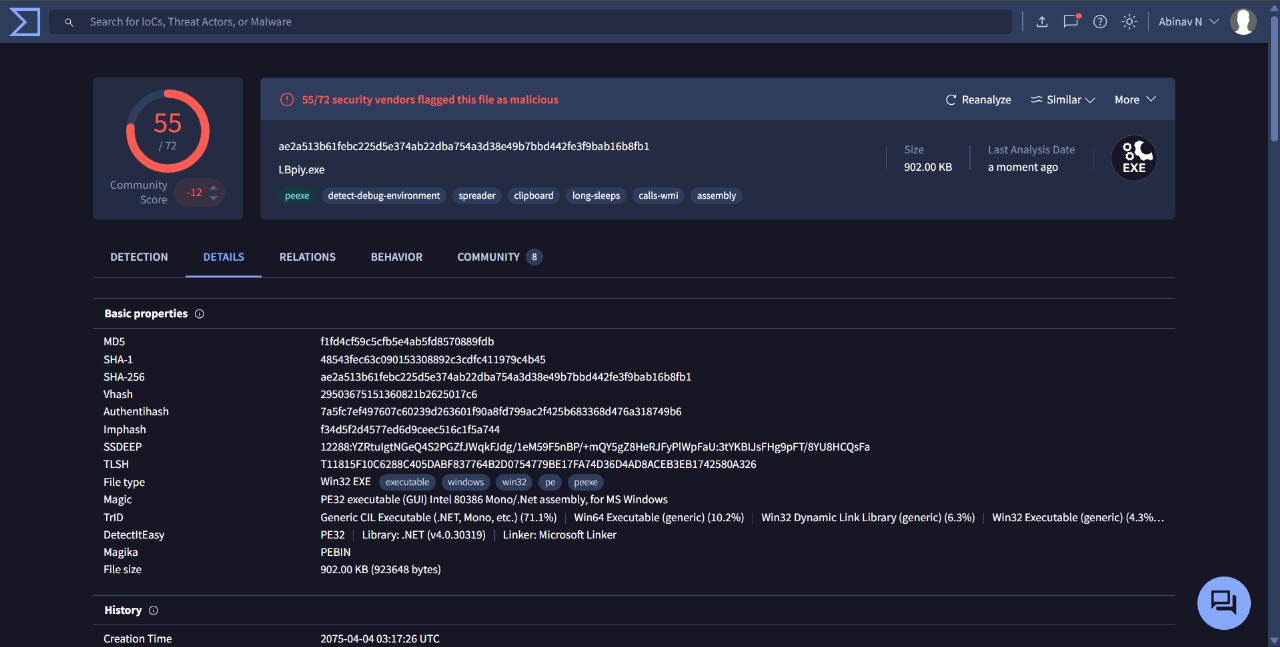 Search for IoCs, Threat Actors, or Malware
Abinav N
55
/ 72
Community Score
-12
55/72 security vendors flagged this file as malicious
Reanalyze
Similar
More
ae2a513b61febc225d5e374ab22dba754a3d38e49b7bbd442fe3f9bab16b8fb1
LBpiy.exe
peexe detect-debug-environment spreader clipboard long-sleeps calls-wmi assembly
Size
902.00 KB
Last Analysis Date
a moment ago
EXE
DETECTION DETAILS RELATIONS BEHAVIOR COMMUNITY 8
Basic properties
MD5 f1fd4cf59c5cfb5e4ab5fd8570889fdb
SHA-1 48543fec63c090153308892c3cdfc411979c4b45
SHA-256 ae2a513b61febc225d5e374ab22dba754a3d38e49b7bbd442fe3f9bab16b8fb1
Vhash 29503675151360821b2625017c6
Authentihash 7a5fc7ef497607c60239d263601f90a8fd799ac2f425b683368d476a318749b6
Imphash f34d5f2d4577ed6d9ceec516c1f5a744
SSDEEP 12288:YZRtuIgtNGeQ4S2PGZfJWqkFJdg/1eM59F5nBP/+mQY5gZ8HeRJFyPlWpFaU:3tYKBIJsFHg9pFT/8YU8HCQsFa
TLSH T11815F10C6288C405DABF837764B2D0754779BE17FA74D36D4AD8ACEB3EB1742580A326
File type Win32 EXE executable windows win32 pe peexe
Magic PE32 executable (GUI) Intel 80386 Mono/.Net assembly, for MS Windows
TrID Generic CIL Executable (.NET, Mono, etc.) (71.1%) Win64 Executable (generic) (10.2%) Win32 Dynamic Link Library (generic) (6.3%) Win32 Executable (generic) (4.3%…
DetectItEasy PE32 Library: .NET (v4.0.30319) Linker: Microsoft Linker
Magika PEBIN
File size 902.00 KB (923648 bytes)
History
Creation Time 2075-04-04 03:17:26 UTC